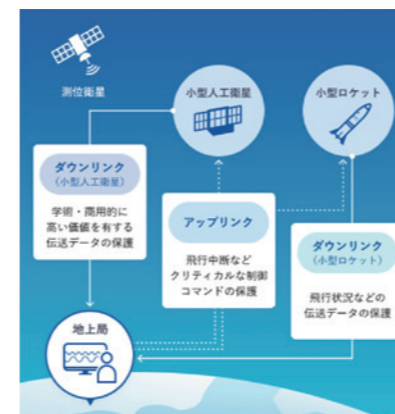 測位衛星
小型人工衛星
小型ロケット
ダウンリンク
（小型人工衛星）
学術・商用的に
高い価値を有する
伝送データの保護
アップリンク
飛行中断など
クリティカルな制御
コマンドの保護
ダウンリンク
（小型ロケット）
飛行状況などの
伝送データの保護
地上局